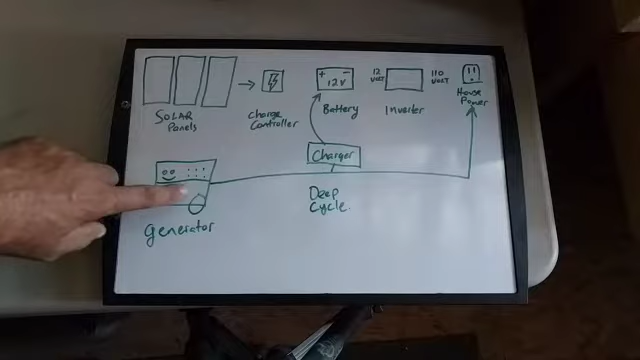 SOLAR
Panels
Charge
Controller
+ -
12V
Battery
12
VOLT
110
VOLT
Inverter
House
Power
Charger
Deep
Cycle
generator